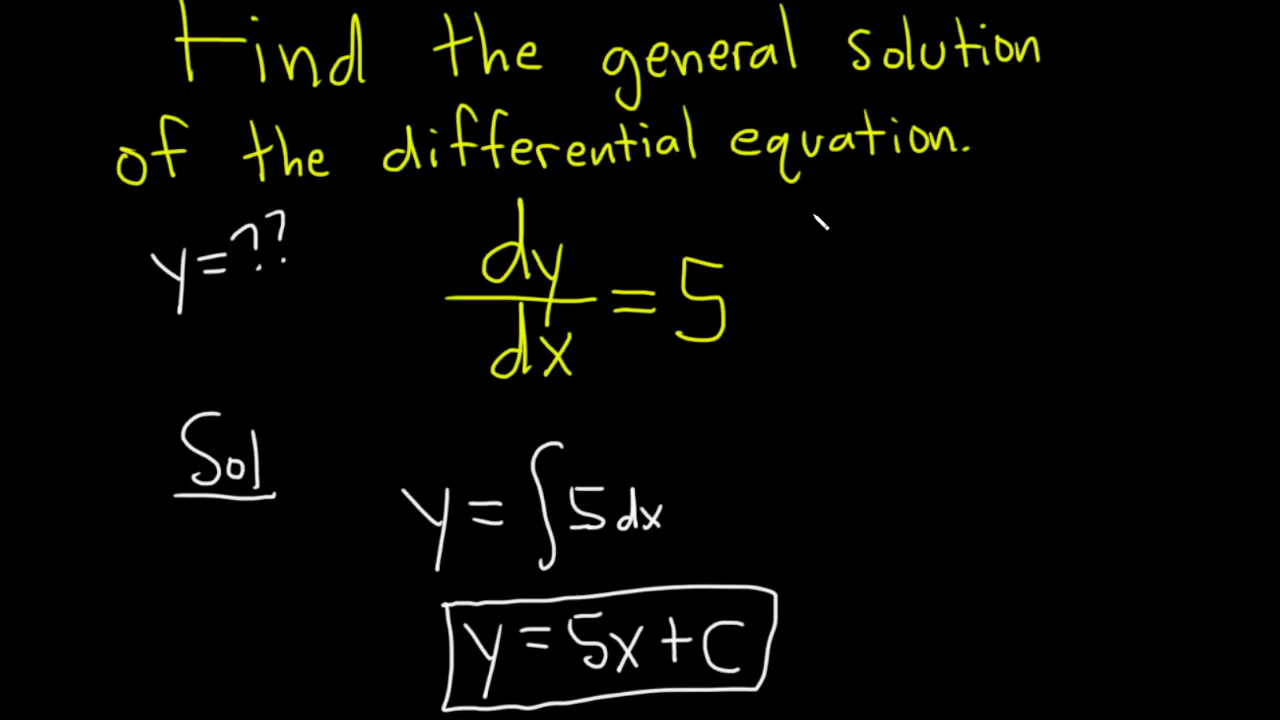 Find the general solution
of the differential equation.
y=??
dy/dx = 5
Sol
y = ∫ 5 dx
y = 5x + C